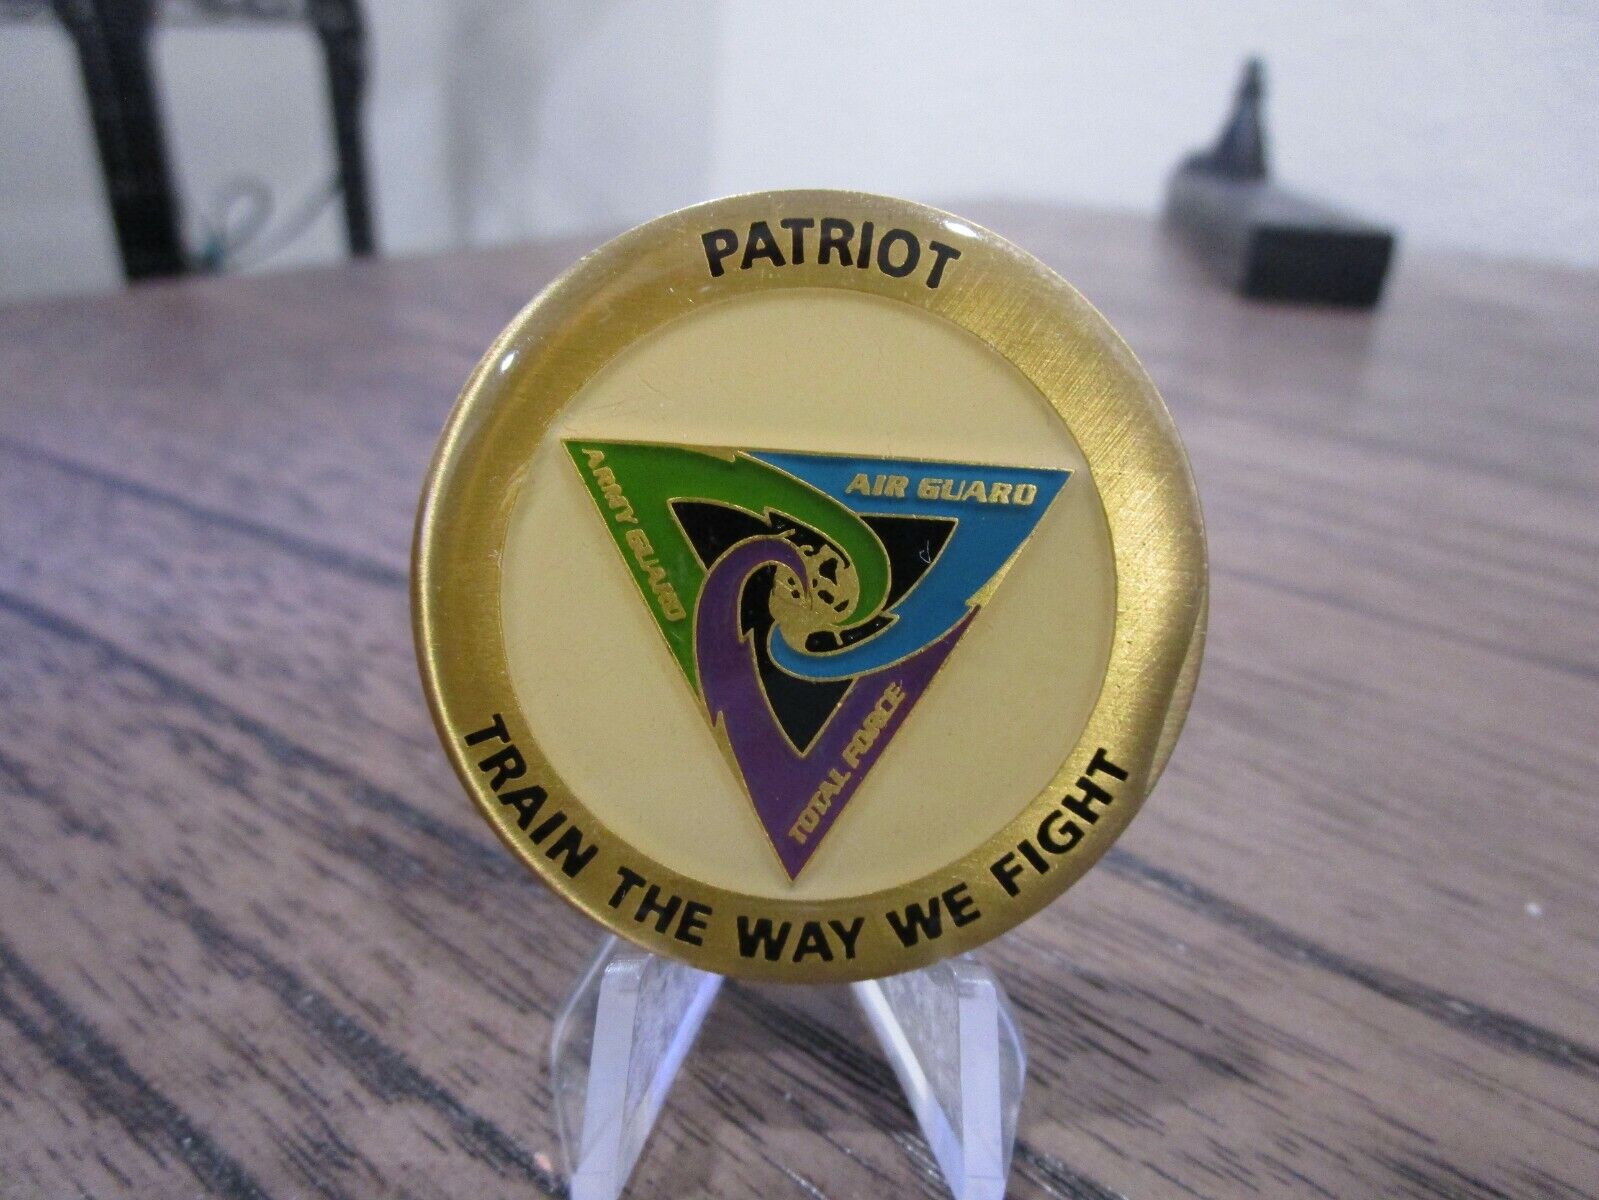 PATRIOT
ARMY GUARD
AIR GUARD
TOTAL FORCE
TRAIN THE WAY WE FIGHT